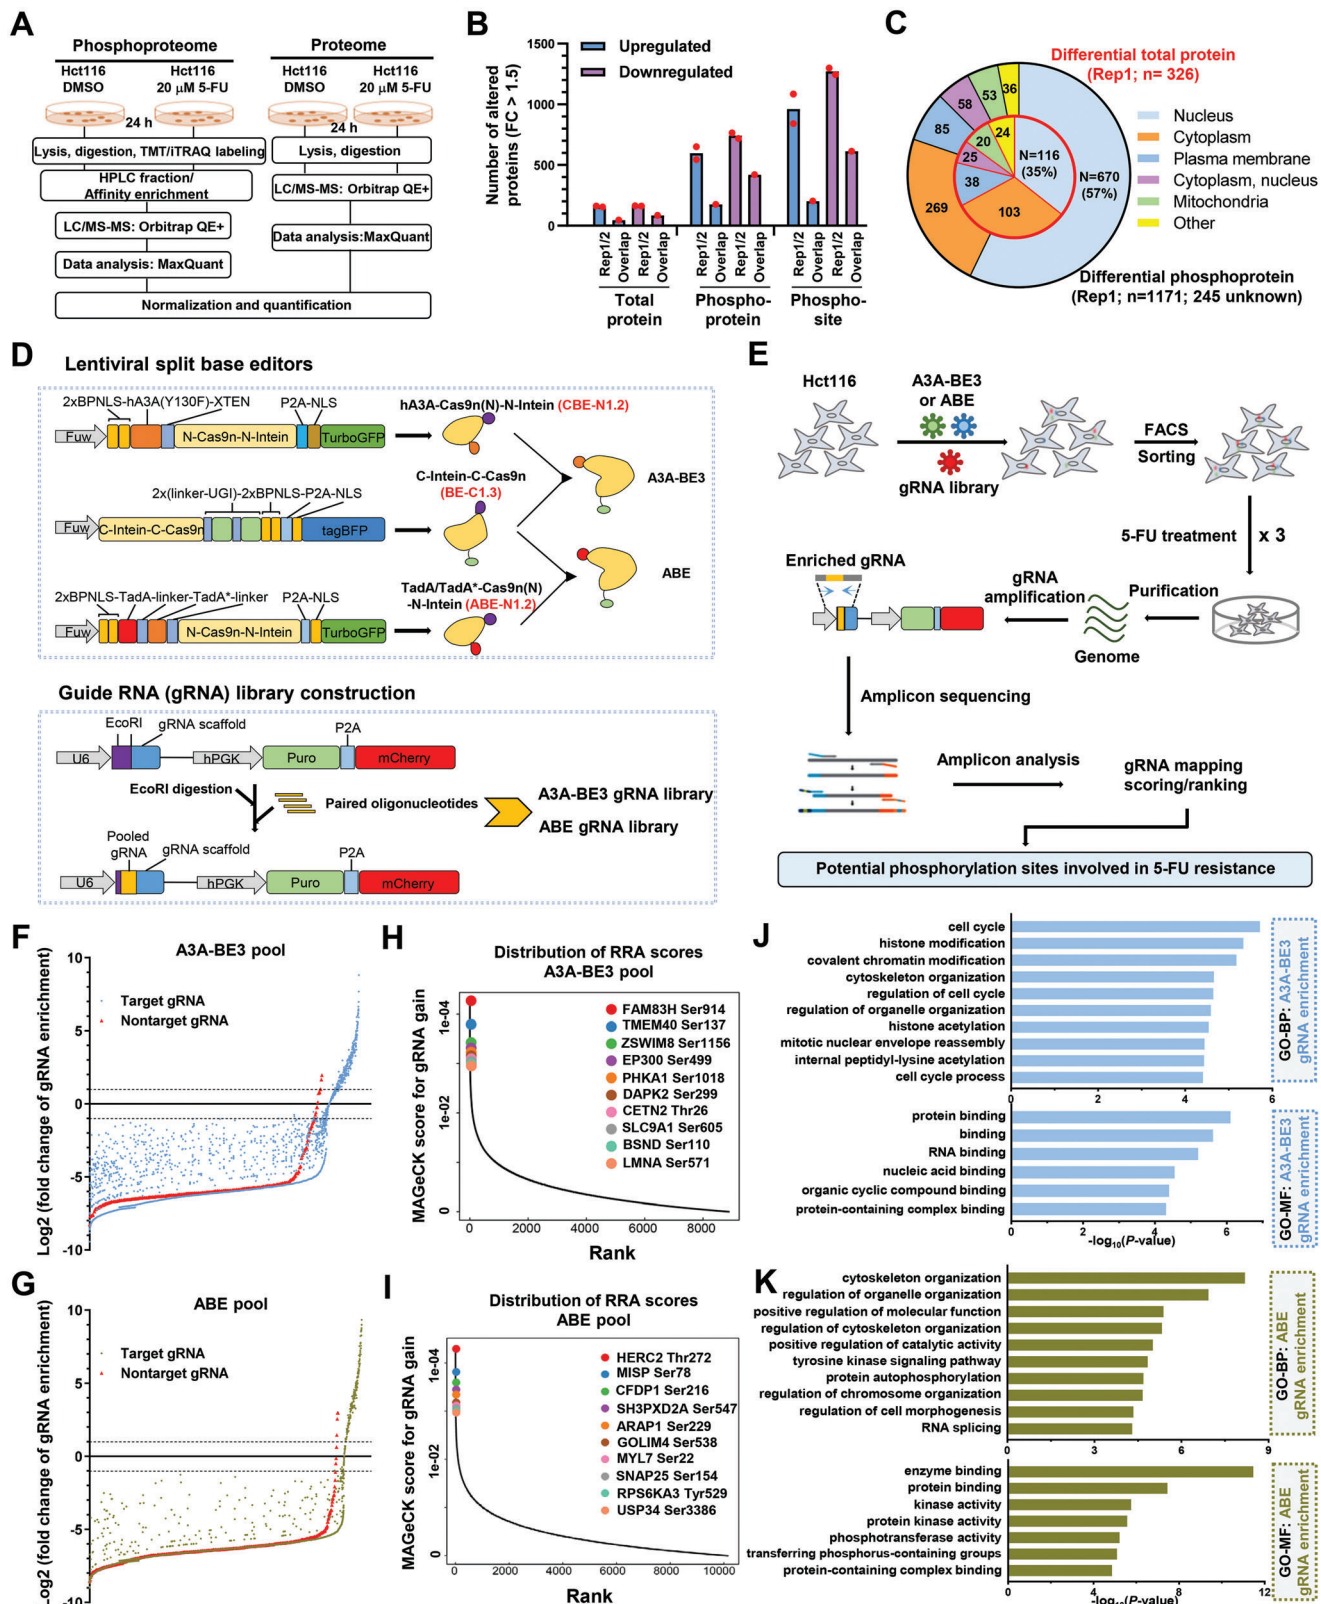 A
Phosphoproteome
Proteome
Hct116
DMSO
Hct116
20 μM 5-FU
Hct116
DMSO
Hct116
20 μM 5-FU
24 h
24 h
Lysis, digestion, TMT/iTRAQ labeling
HPLC fraction/
Affinity enrichment
LC/MS-MS: Orbitrap QE+
Data analysis: MaxQuant
Lysis, digestion
LC/MS-MS: Orbitrap QE+
Data analysis:MaxQuant
Normalization and quantification
B
Number of altered
proteins (FC > 1.5)
1500
1000
500
0
Upregulated
Downregulated
Rep1/2
Overlap
Rep1/2
Overlap
Rep1/2
Overlap
Rep1/2
Overlap
Rep1/2
Overlap
Rep1/2
Overlap
Total
protein
Phospho-
protein
Phospho-
site
C
Differential total protein
(Rep1; n= 326)
36
53
58
85
269
24
20
25
38
103
N=116
(35%)
N=670
(57%)
Nucleus
Cytoplasm
Plasma membrane
Cytoplasm, nucleus
Mitochondria
Other
Differential phosphoprotein
(Rep1; n=1171; 245 unknown)
D
Lentiviral split base editors
2xBPNLS-hA3A(Y130F)-XTEN
P2A-NLS
Fuw
N-Cas9n-N-Intein
TurboGFP
hA3A-Cas9n(N)-N-Intein (CBE-N1.2)
2x(linker-UGI)-2xBPNLS-P2A-NLS
Fuw
C-Intein-C-Cas9n
tagBFP
C-Intein-C-Cas9n
(BE-C1.3)
A3A-BE3
ABE
2xBPNLS-TadA-linker-TadA*-linker
P2A-NLS
Fuw
N-Cas9n-N-Intein
TurboGFP
TadA/TadA*-Cas9n(N)
-N-Intein (ABE-N1.2)
Guide RNA (gRNA) library construction
EcoRI
gRNA scaffold
U6
hPGK
Puro
P2A
mCherry
EcoRI digestion
Paired oligonucleotides
A3A-BE3 gRNA library
ABE gRNA library
Pooled
gRNA
gRNA scaffold
U6
hPGK
Puro
P2A
mCherry
E
Hct116
A3A-BE3
or ABE
gRNA library
FACS
Sorting
5-FU treatment
x 3
Purification
Genome
gRNA
amplification
Enriched gRNA
Amplicon sequencing
Amplicon analysis
gRNA mapping
scoring/ranking
Potential phosphorylation sites involved in 5-FU resistance
F
A3A-BE3 pool
Log2 (fold change of gRNA enrichment)
10
5
0
-5
-10
Target gRNA
Nontarget gRNA
G
ABE pool
Log2 (fold change of gRNA enrichment)
10
5
0
-5
-10
Target gRNA
Nontarget gRNA
H
Distribution of RRA scores
A3A-BE3 pool
MAGeCK score for gRNA gain
1e-04
1e-02
0
FAM83H Ser914
TMEM40 Ser137
ZSWIM8 Ser1156
EP300 Ser499
PHKA1 Ser1018
DAPK2 Ser299
CETN2 Thr26
SLC9A1 Ser605
BSND Ser110
LMNA Ser571
0
2000
4000
6000
8000
Rank
I
Distribution of RRA scores
ABE pool
MAGeCK score for gRNA gain
1e-04
1e-02
0
HERC2 Thr272
MISP Ser78
CFDP1 Ser216
SH3PXD2A Ser547
ARAP1 Ser229
GOLIM4 Ser538
MYL7 Ser22
SNAP25 Ser154
RPS6KA3 Tyr529
USP34 Ser3386
0
2000
4000
6000
8000
10000
Rank
J
cell cycle
histone modification
covalent chromatin modification
cytoskeleton organization
regulation of cell cycle
regulation of organelle organization
histone acetylation
mitotic nuclear envelope reassembly
internal peptidyl-lysine acetylation
cell cycle process
0
2
4
6
GO-BP: A3A-BE3
gRNA enrichment
protein binding
binding
RNA binding
nucleic acid binding
organic cyclic compound binding
protein-containing complex binding
0
2
4
6
-log10(P-value)
GO-MF: A3A-BE3
gRNA enrichment
K
cytoskeleton organization
regulation of organelle organization
positive regulation of molecular function
regulation of cytoskeleton organization
positive regulation of catalytic activity
tyrosine kinase signaling pathway
protein autophosphorylation
regulation of chromosome organization
regulation of cell morphogenesis
RNA splicing
0
3
6
9
GO-BP: ABE
gRNA enrichment
enzyme binding
protein binding
kinase activity
protein kinase activity
phosphotransferase activity
transferring phosphorus-containing groups
protein-containing complex binding
0
4
8
12
-log10(P-value)
GO-MF: ABE
gRNA enrichment